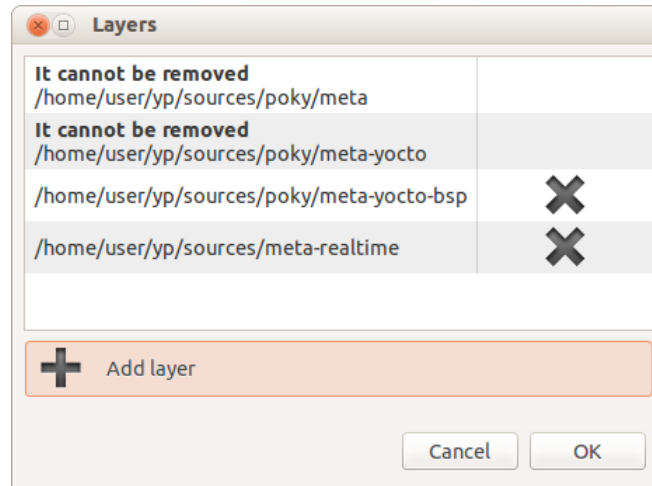 Layers
It cannot be removed
/home/user/yp/sources/poky/meta
It cannot be removed
/home/user/yp/sources/poky/meta-yocto
/home/user/yp/sources/poky/meta-yocto-bsp
/home/user/yp/sources/meta-realtime
Add layer
Cancel OK